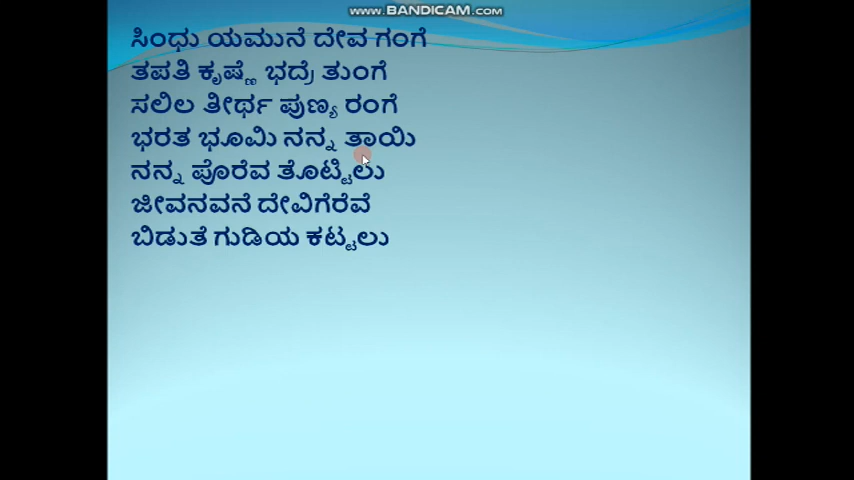 www.BANDICAM.com
ಸಿಂಧು ಯಮುನೆ ದೇವ ಗಂಗೆ
ತಪತಿ ಕೃಷ್ಣೆ ಭದ್ರೆ ತುಂಗೆ
ಸಲಿಲ ತೀರ್ಥ ಪುಣ್ಯ ರಂಗೆ
ಭರತ ಭೂಮಿ ನನ್ನ ತಾಯಿ
ನನ್ನ ಪೊರೆವ ತೊಟ್ಟಿಲು
ಜೀವನವನೆ ದೇವಿಗೆರೆವೆ
ಬಿಡುತೆ ಗುಡಿಯ ಕಟ್ಟಲು